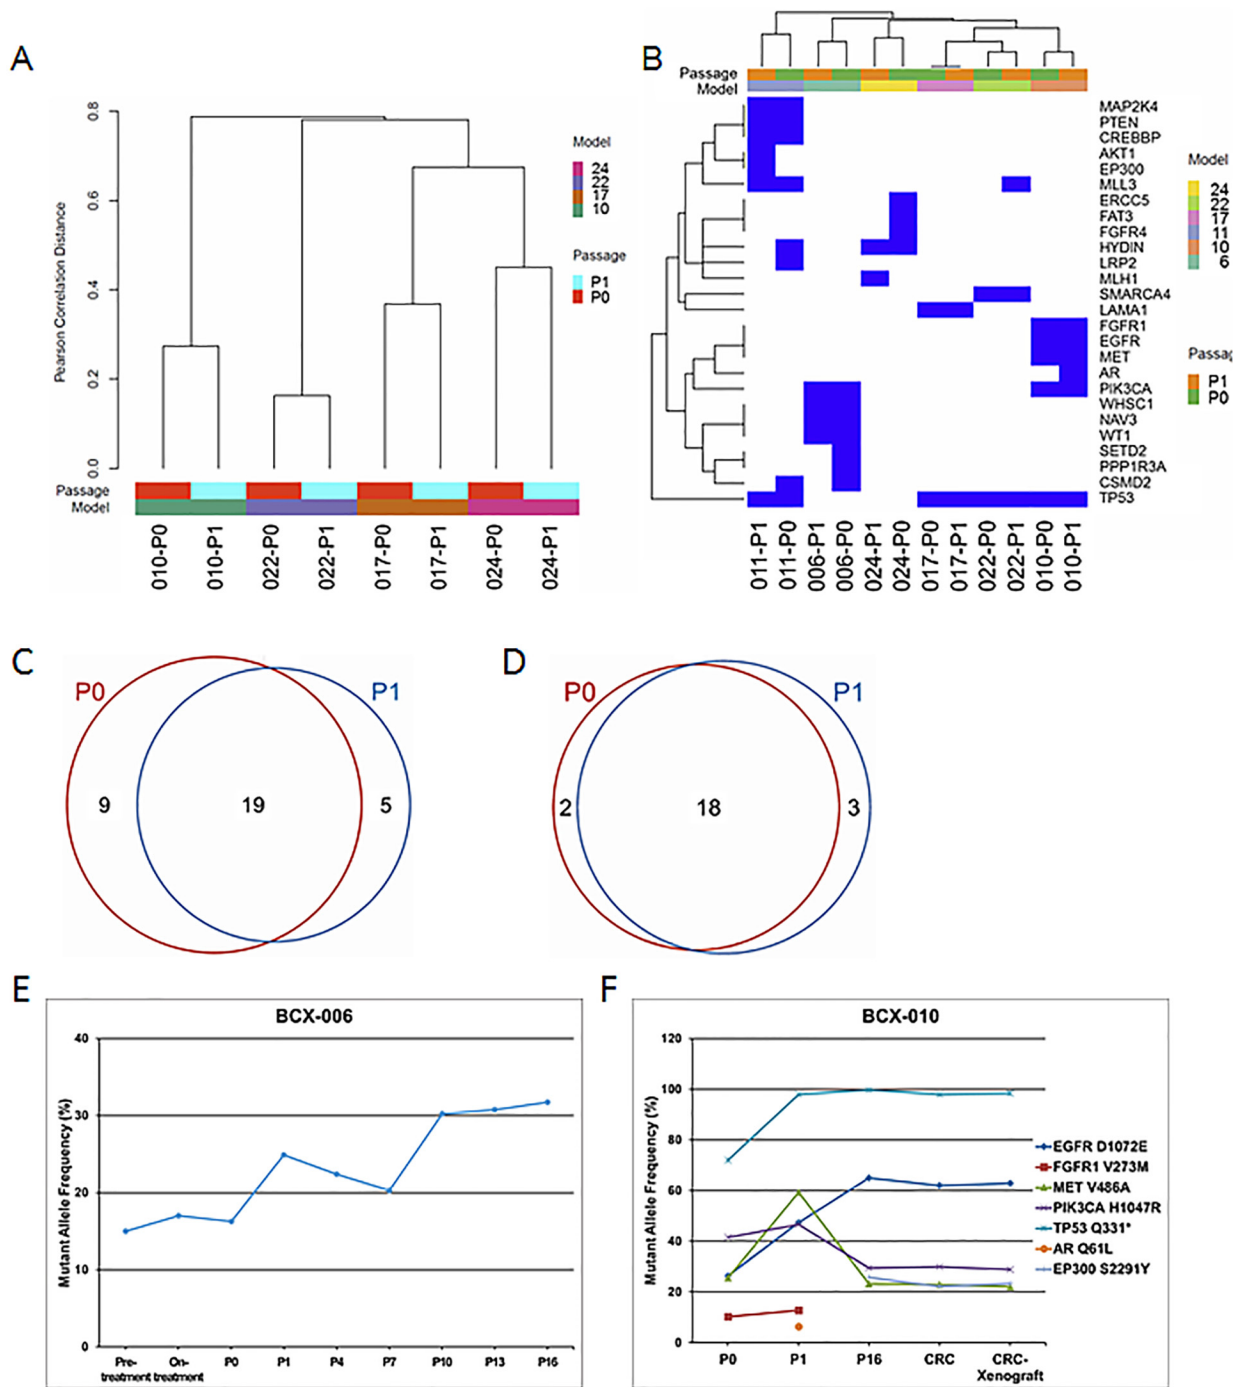 A
Pearson Correlation Distance
0.8
0.6
0.4
0.2
0.0
Model
24
22
17
10
Passage
P1
P0
Passage
Model
010-P0
010-P1
022-P0
022-P1
017-P0
017-P1
024-P0
024-P1
B
Passage
Model
MAP2K4
PTEN
CREBBP
AKT1
EP300
MLL3
ERCC5
FAT3
FGFR4
HYDIN
LRP2
MLH1
SMARCA4
LAMA1
FGFR1
EGFR
MET
AR
PIK3CA
WHSC1
NAV3
WT1
SETD2
PPP1R3A
CSMD2
TP53
Model
24
22
17
11
10
6
Passag
P1
P0
011-P1
011-P0
006-P1
006-P0
024-P1
024-P0
017-P0
017-P1
022-P0
022-P1
010-P0
010-P1
C
P0
P1
9
19
5
D
P0
P1
2
18
3
E
BCX-006
Mutant Allele Frequency (%)
40
30
20
10
0
Pre-treatment
On-treatment
P0
P1
P4
P7
P10
P13
P16
F
BCX-010
Mutant Allele Frequency (%)
120
100
80
60
40
20
0
P0
P1
P16
CRC
CRC-
Xenograft
EGFR D1072E
FGFR1 V273M
MET V486A
PIK3CA H1047R
TP53 Q331*
AR Q61L
EP300 S2291Y